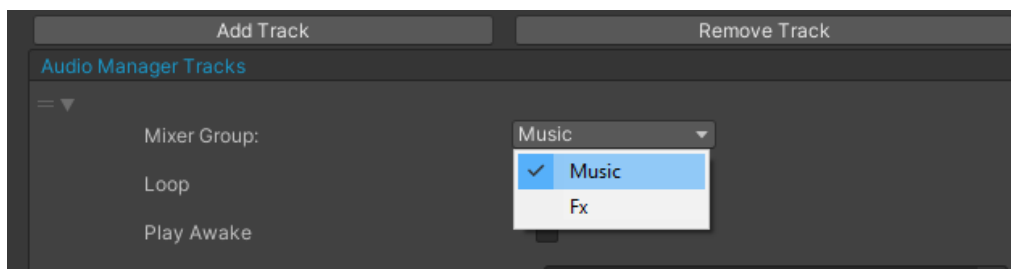 Add Track Remove Track
Audio Manager Tracks
Mixer Group: Music
Music
Loop
Fx
Play Awake